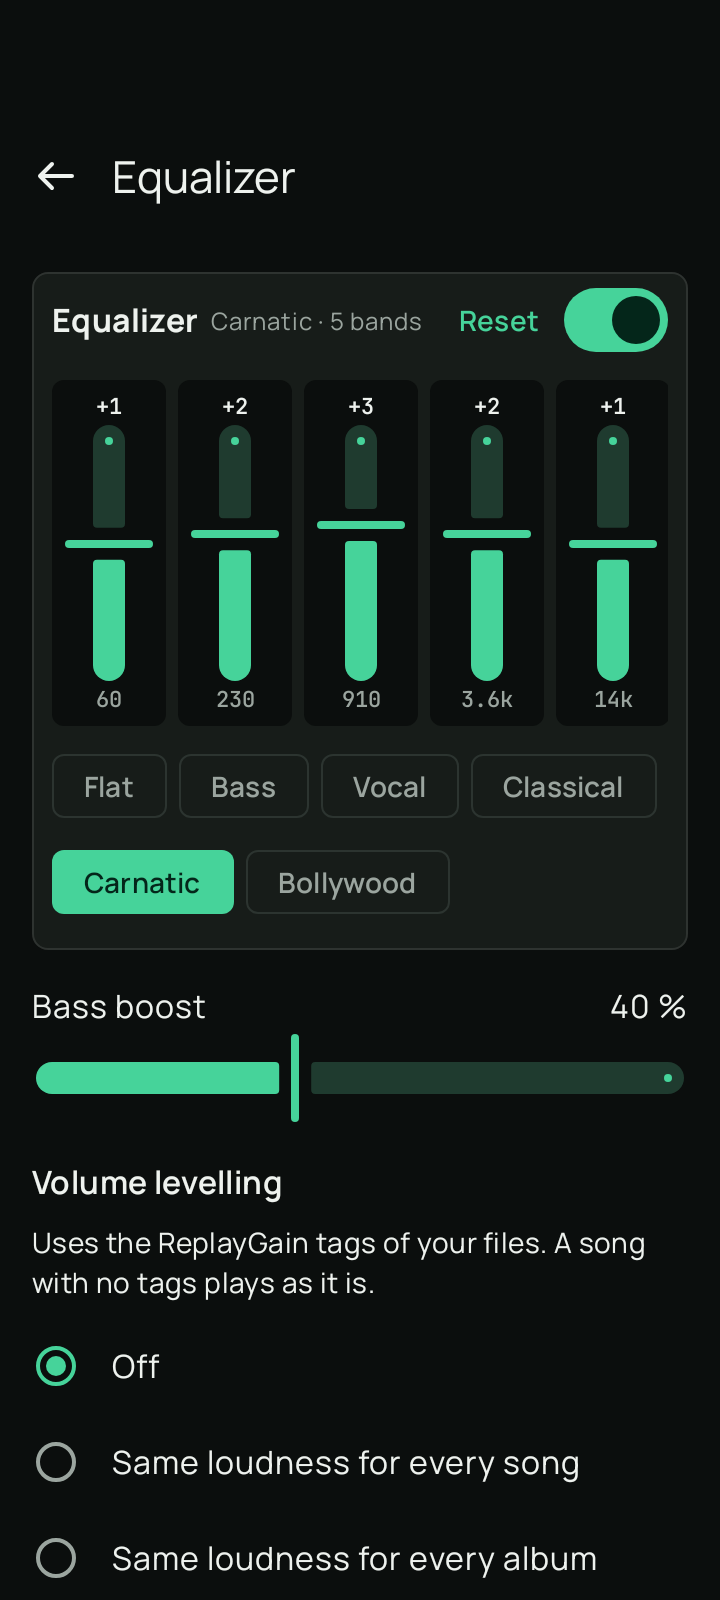 Equalizer
Equalizer Carnatic · 5 bands Reset
+1 +2 +3 +2 +1
60 230 910 3.6k 14k
Flat Bass Vocal Classical
Carnatic Bollywood
Bass boost 40 %
Volume levelling
Uses the ReplayGain tags of your files. A song
with no tags plays as it is.
Off
Same loudness for every song
Same loudness for every album